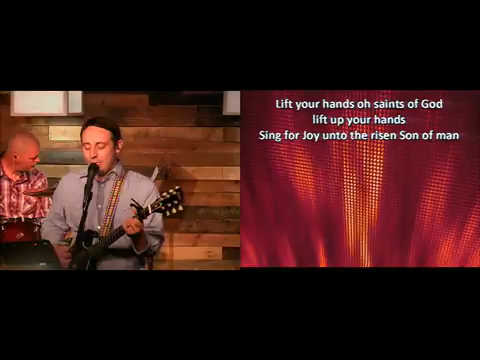 Lift your hands oh saints of God
lift up your hands
Sing for Joy unto the risen Son of man